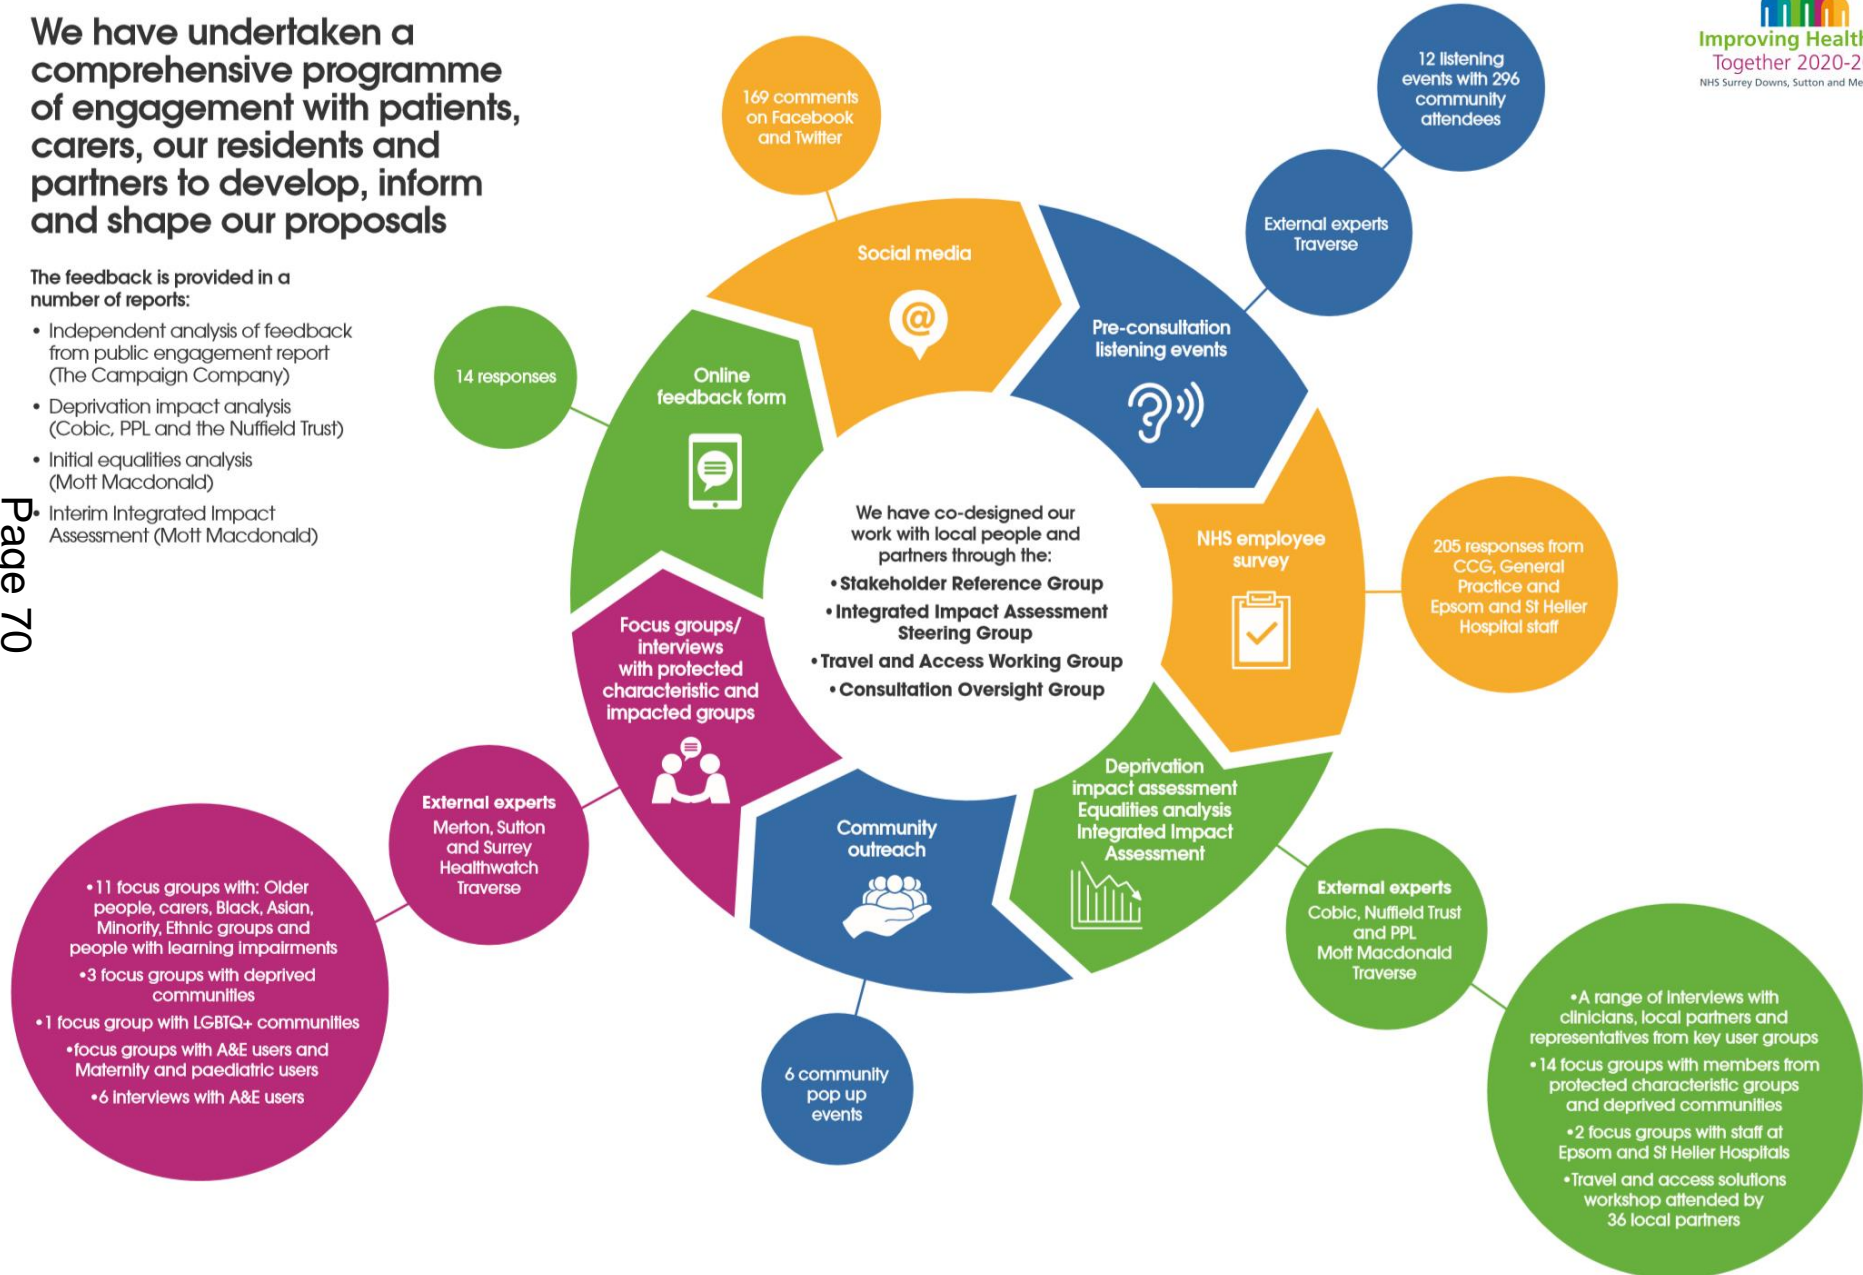 We have undertaken a
comprehensive programme
of engagement with patients,
carers, our residents and
partners to develop, inform
and shape our proposals
The feedback is provided in a
number of reports:
• Independent analysis of feedback
from public engagement report
(The Campaign Company)
• Deprivation impact analysis
(Cobic, PPL and the Nuffield Trust)
• Initial equalities analysis
(Mott Macdonald)
• Interim Integrated Impact
Assessment (Mott Macdonald)
Page 70
Improving Health
Together 2020-2
NHS Surrey Downs, Sutton and Me
169 comments
on Facebook
and Twitter
Social media
@
12 listening
events with 296
community
attendees
External experts
Traverse
Pre-consultation
listening events
NHS employee
survey
205 responses from
CCG, General
Practice and
Epsom and St Helier
Hospital staff
Deprivation
impact assessment
Equalities analysis
Integrated Impact
Assessment
External experts
Cobic, Nuffield Trust
and PPL
Mott Macdonald
Traverse
•A range of interviews with
clinicians, local partners and
representatives from key user groups
•14 focus groups with members from
protected characteristic groups
and deprived communities
•2 focus groups with staff at
Epsom and St Helier Hospitals
•Travel and access solutions
workshop attended by
36 local partners
Community
outreach
6 community
pop up
events
Focus groups/
interviews
with protected
characteristic and
impacted groups
External experts
Merton, Sutton
and Surrey
Healthwatch
Traverse
•11 focus groups with: Older
people, carers, Black, Asian,
Minority, Ethnic groups and
people with learning impairments
•3 focus groups with deprived
communities
•1 focus group with LGBTQ+ communities
•focus groups with A&E users and
Maternity and paediatric users
•6 interviews with A&E users
Online
feedback form
14 responses
We have co-designed our
work with local people and
partners through the:
•Stakeholder Reference Group
•Integrated Impact Assessment
Steering Group
•Travel and Access Working Group
•Consultation Oversight Group